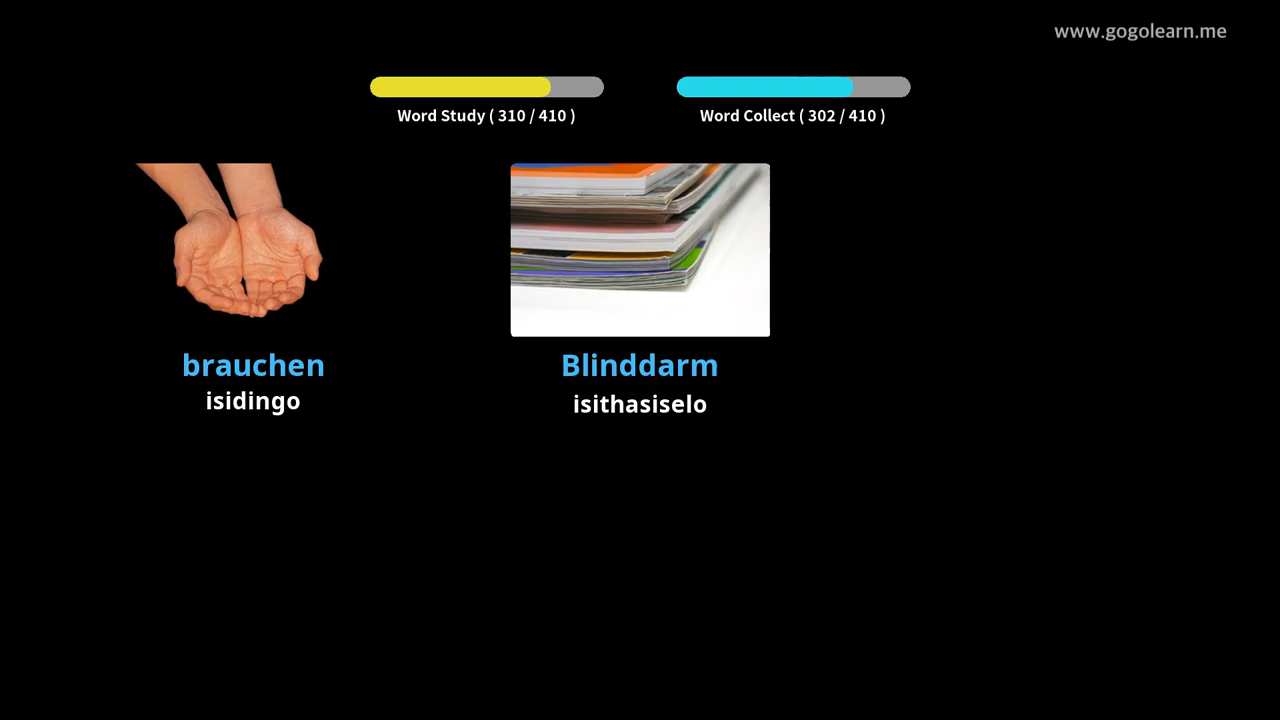 www.gogolearn.me
Word Study ( 310 / 410 )
Word Collect ( 302 / 410 )
brauchen
isidingo
Blinddarm
isithasiselo